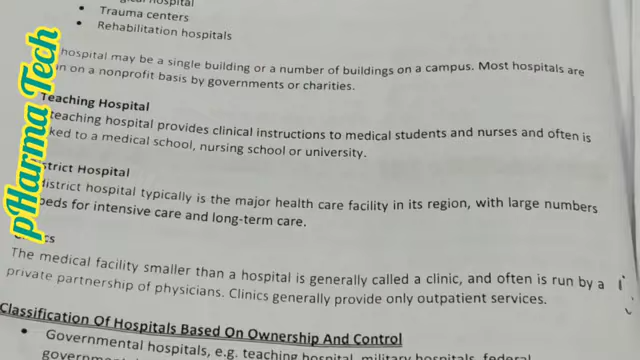 hospital
• Trauma centers
• Rehabilitation hospitals
hospital may be a single building or a number of buildings on a campus. Most hospitals are
on a nonprofit basis by governments or charities.
Teaching Hospital
teaching hospital provides clinical instructions to medical students and nurses and often is
ked to a medical school, nursing school or university.
strict Hospital
district hospital typically is the major health care facility in its region, with large numbers
beds for intensive care and long-term care.
cs
The medical facility smaller than a hospital is generally called a clinic, and often is run by a
private partnership of physicians. Clinics generally provide only outpatient services.
Classification Of Hospitals Based On Ownership And Control
• Governmental hospitals, e.g. teaching hospital, military hospitals, federal
pHarma Tech